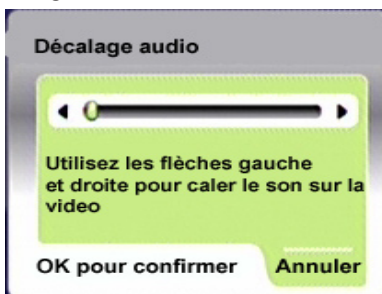 Décalage audio
Utilisez les flèches gauche
et droite pour caler le son sur la
video
OK pour confirmer
Annuler